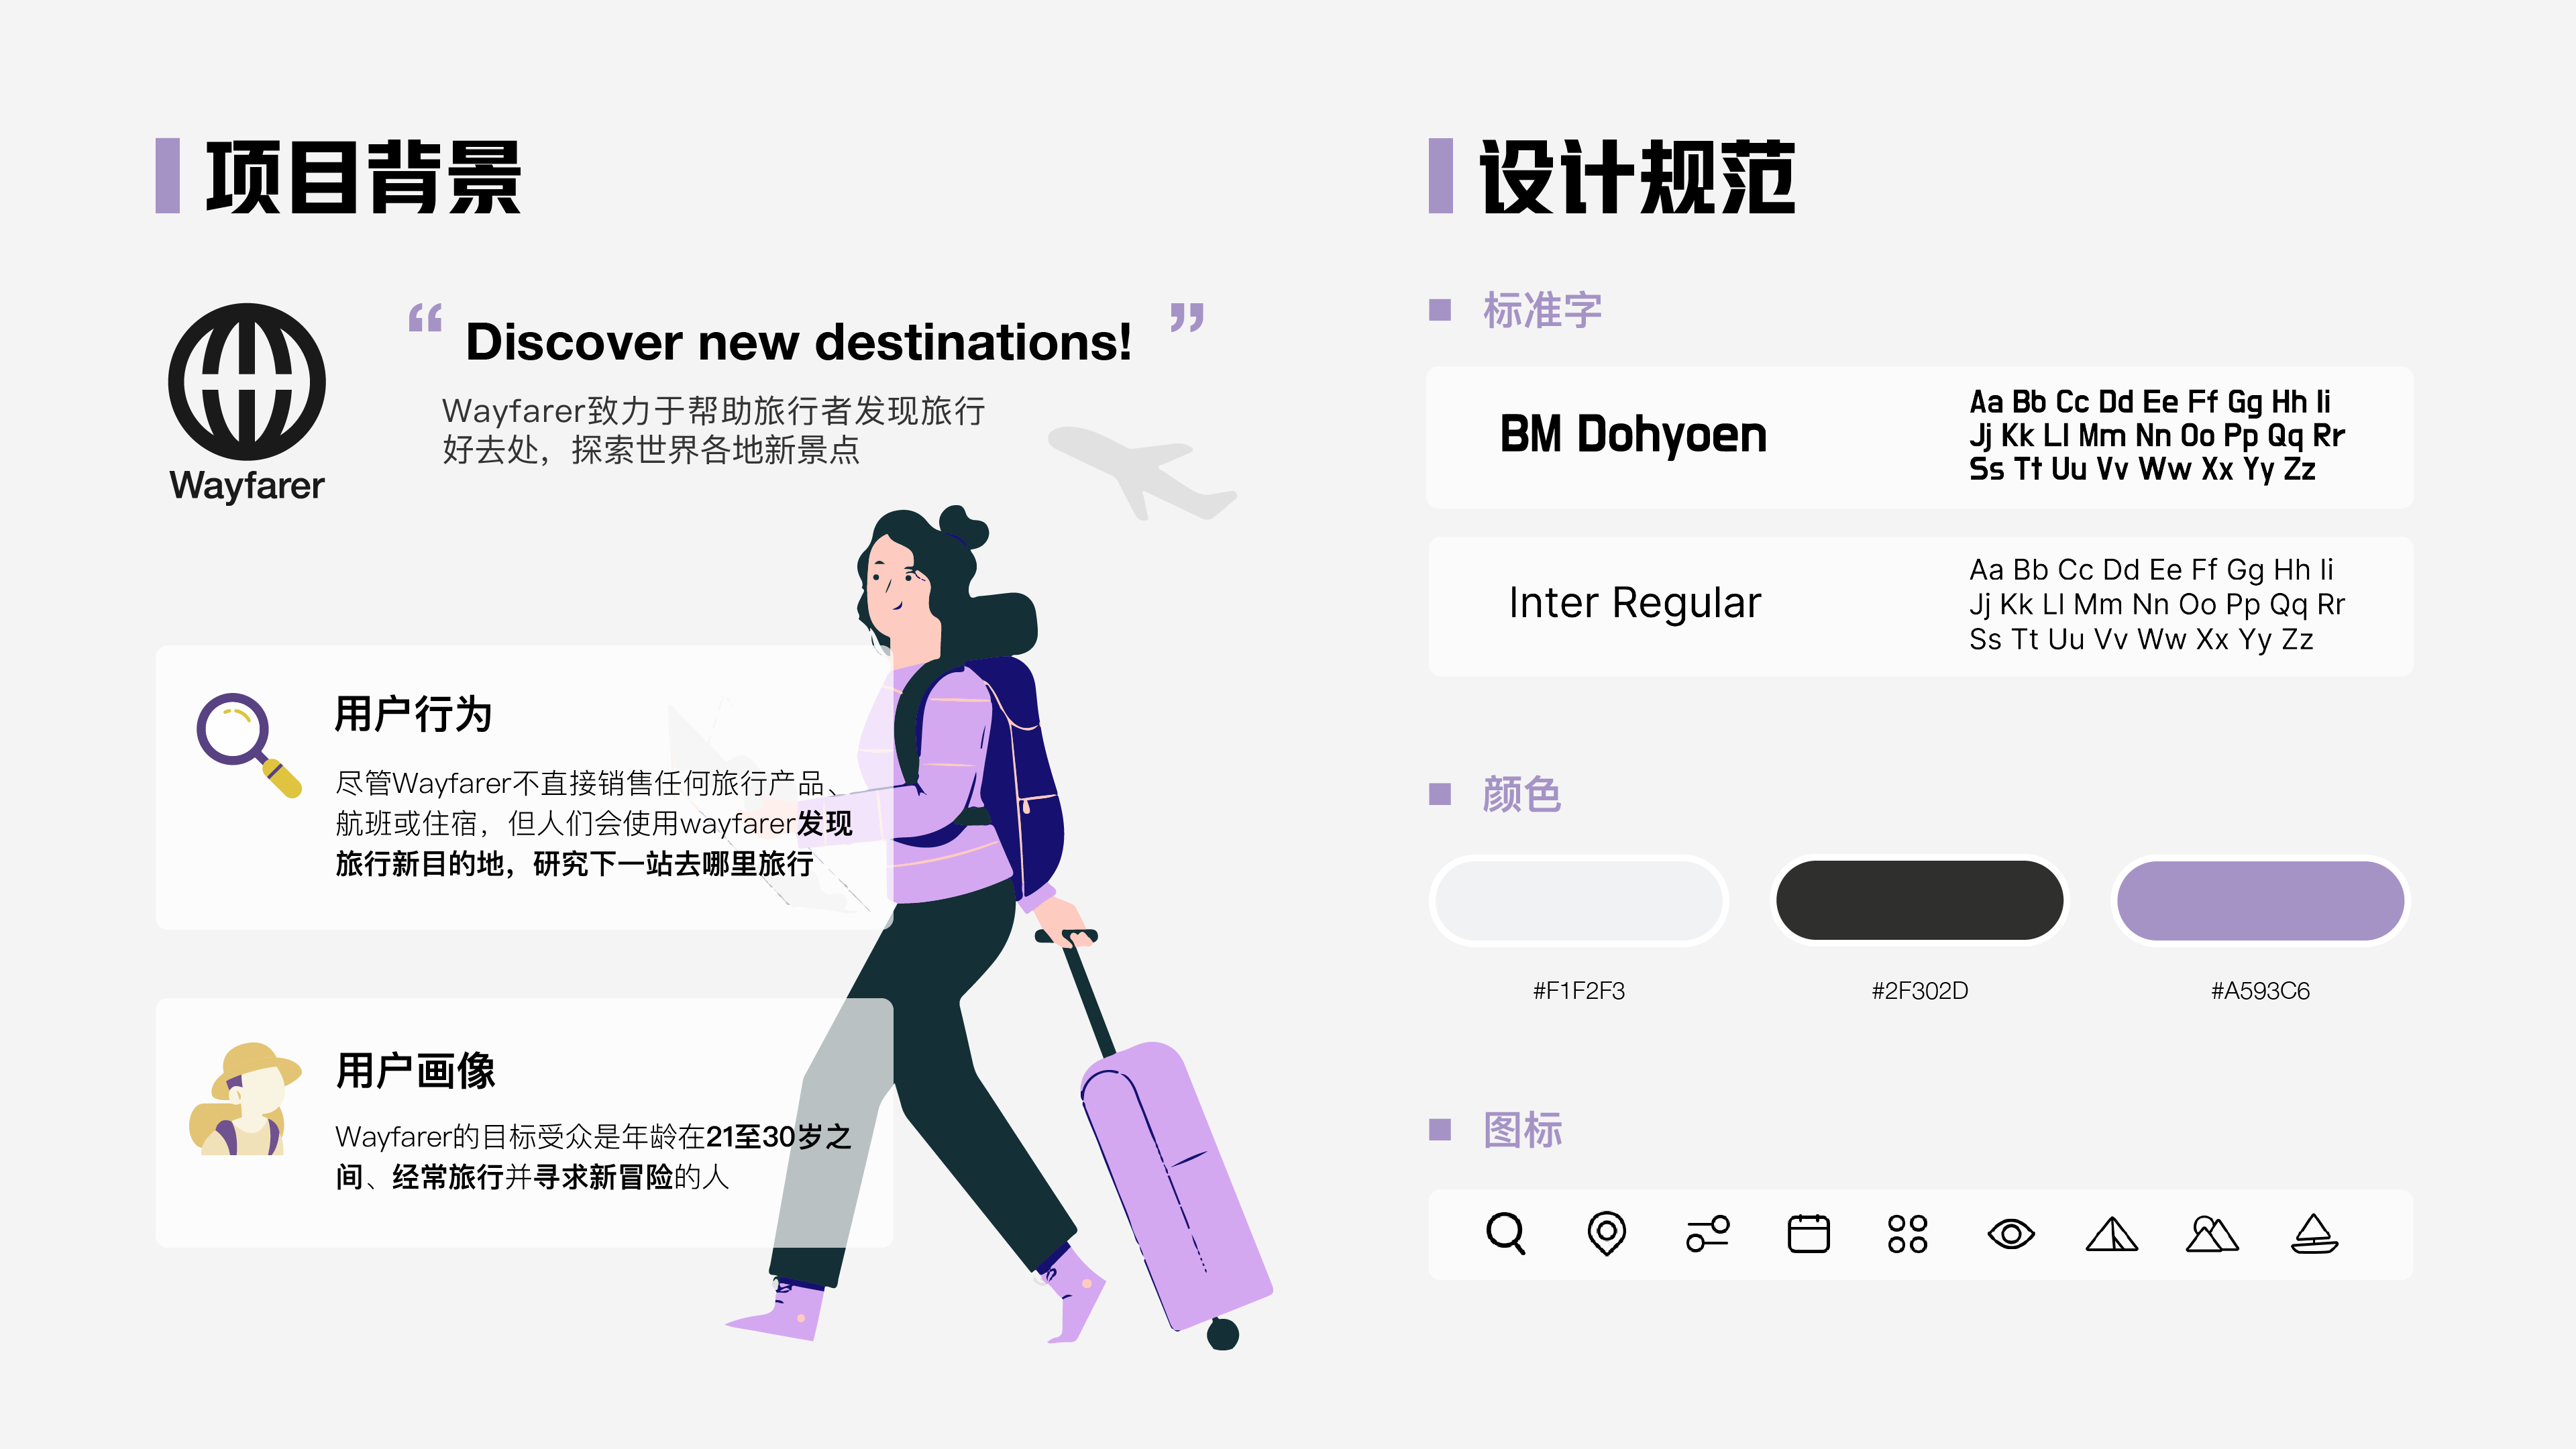 项目背景
Wayfarer
“ Discover new destinations! ”
Wayfarer致力于帮助旅行者发现旅行
好去处，探索世界各地新景点
用户行为
尽管Wayfarer不直接销售任何旅行产品、
航班或住宿，但人们会使用wayfarer发现
旅行新目的地，研究下一站去哪里旅行
用户画像
Wayfarer的目标受众是年龄在21至30岁之
间、经常旅行并寻求新冒险的人
设计规范
标准字
BM Dohyoen
Aa Bb Cc Dd Ee Ff Gg Hh Ii
Jj Kk Ll Mm Nn Oo Pp Qq Rr
Ss Tt Uu Vv Ww Xx Yy Zz
Inter Regular
Aa Bb Cc Dd Ee Ff Gg Hh Ii
Jj Kk Ll Mm Nn Oo Pp Qq Rr
Ss Tt Uu Vv Ww Xx Yy Zz
颜色
#F1F2F3
#2F302D
#A593C6
图标